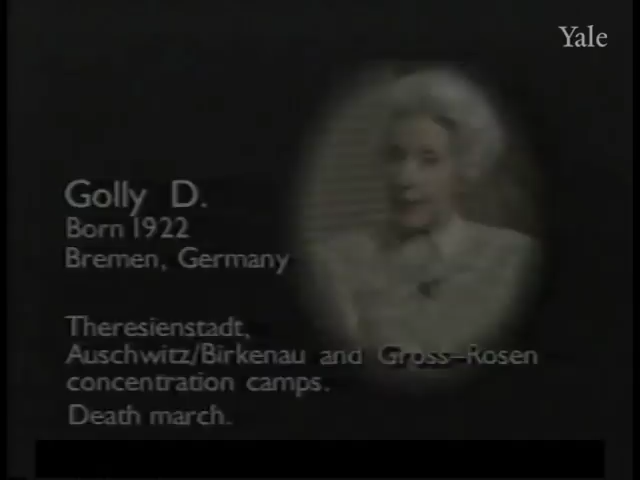 Yale
Golly D.
Born 1922
Bremen, Germany
Theresienstadt,
Auschwitz/Birkenau and Gross-Rosen
concentration camps.
Death march.